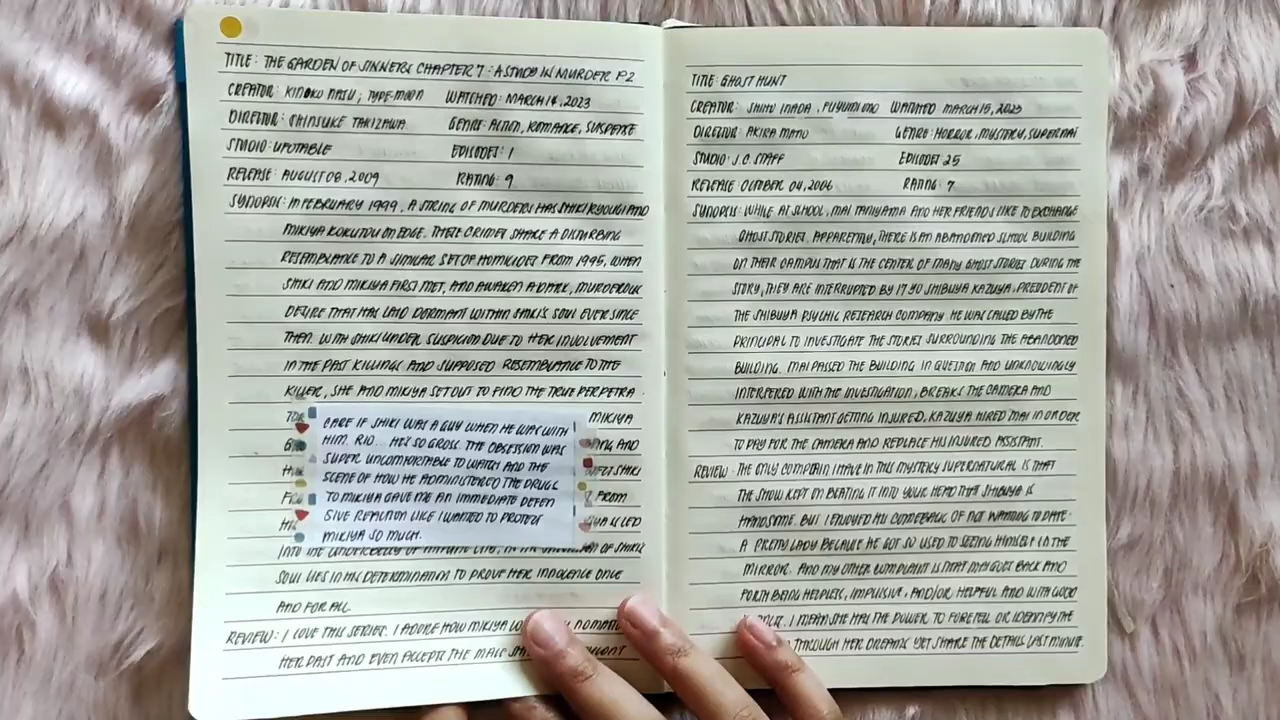 TITLE: THE GARDEN OF SINNERS CHAPTER 7: A STUDY IN MURDER P.2
CREATOR: KINOKO NASU, TYPE-MOON WATCHED: MARCH 14, 2023
DIRECTOR: SHINSUKE TAKIZAWA GENRE: ACTION, ROMANCE, SUSPENSE
STUDIO: UFOTABLE EPISODES: 1
RELEASE: AUGUST 08, 2009 RATING: 9
SYNOPSIS: IN FEBRUARY 1999, A STRING OF MURDERS HAS SHIKI RYOUGI AND
MIKIYA KOKUTOU ON EDGE. THESE CRIMES SHARE A DISTURBING
RESEMBLANCE TO A SIMILAR SET OF HOMICIDES FROM 1995, WHEN
SHIKI AND MIKIYA FIRST MET, AND AWAKEN A DARK, MURDEROUS
DESIRE THAT HAS LAID DORMANT WITHIN SHIKI'S SOUL EVER SINCE
THEN. WITH SHIKI UNDER SUSPICION DUE TO HER INVOLVEMENT
IN THE PAST KILLINGS AND SUPPOSED RESEMBLANCE TO THE
KILLER, SHE AND MIKIYA SET OUT TO FIND THE TRUE PERPETRA-
MIKIYA
AND
SHIKI
FROM
IS LED
INTO THE UNDERBELLY OF OF SHIKI'S
SOUL LIES IN HIS DETERMINATION TO PROVE HER INNOCENCE ONCE
AND FOR ALL.
REVIEW: I LOVE THIS SERIES. I ADORE HOW MIKIYA NO MATTER
HER PAST AND EVEN ACCEPTS THE MALE
CARE IF SHIKI WAS A GUY WHEN HE WAS WITH
HIM. RIO... HE'S SO GROSS. THE OBSESSION WAS
SUPER UNCOMFORTABLE TO WATCH AND THE
SCENE OF HOW HE ADMINISTERED THE DRUGS
TO MIKIYA GAVE ME AN IMMEDIATE DEFEN
SIVE REACTION LIKE I WANTED TO PROTECT
MIKIYA SO MUCH.
TITLE: GHOST HUNT
CREATOR: SHIHO INADA, FUYUMI ONO WATCHED MARCH 15, 2023
DIRECTOR: AKIRA MANO GENRE: HORROR, MYSTERY, SUPERNAT
STUDIO: J.C. STAFF EPISODES 25
RELEASE: OCTOBER 04, 2006 RATING: 7
SYNOPSIS: WHILE AT SCHOOL, MAI TANIYAMA AND HER FRIENDS LIKE TO EXCHANGE
GHOST STORIES. APPARENTLY, THERE IS AN ABANDONED SCHOOL BUILDING
ON THEIR CAMPUS THAT IS THE CENTER OF MANY GHOST STORIES. DURING THE
STORY, THEY ARE INTERRUPTED BY 17 YO SHIBUYA KAZUYA, PRESIDENT OF
THE SHIBUYA PSYCHIC RESEARCH COMPANY. HE WAS CALLED BY THE
PRINCIPAL TO INVESTIGATE THE STORIES SURROUNDING THE ABANDONED
BUILDING. MAI PASSED THE BUILDING IN QUESTION AND UNKNOWINGLY
INTERFERED WITH THE INVESTIGATION, BREAKS THE CAMERA AND
KAZUYA'S ASSISTANT GETTING INJURED. KAZUYA HIRED MAI IN ORDER
TO PAY FOR THE CAMERA AND REPLACE HIS INJURED ASSISTANT.
REVIEW: THE ONLY COMPLAIN I HAVE IN THIS MYSTERY SUPERNATURAL IS THAT
THE SHOW KEPT ON BEATING IT INTO YOUR HEAD THAT SHIBUYA IS
HANDSOME. BUT I ENJOYED HIS COMEBACK OF NOT WANTING TO DATE
A PRETTY LADY BECAUSE HE GOT SO USED TO SEEING HIMSELF IN THE
MIRROR. AND MY OTHER COMPLAINT IS THAT MAI GOES BACK AND
FORTH BEING HELPLESS, IMPULSIVE, AND/OR HELPFUL AND WITH GOOD
I MEAN SHE HAS THE POWER TO FORETELL OR IDENTIFY THE
THROUGH HER DREAMS YET SHARE THE DETAILS LAST MINUTE.